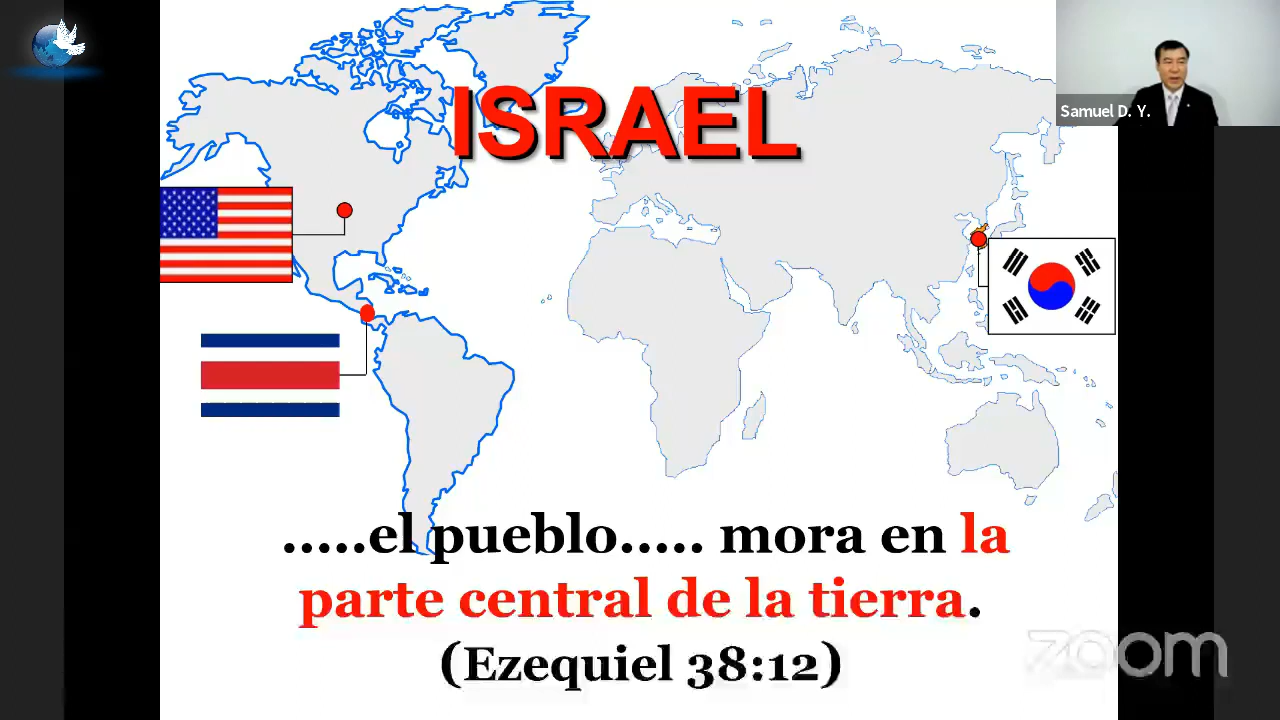 ISRAEL
Samuel D. Y.
.....el pueblo..... mora en la
parte central de la tierra.
(Ezequiel 38:12)
zoom